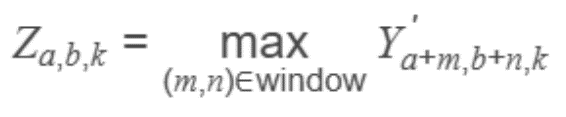 Z_{a,b,k} = max_{(m,n)∈window} Y'_{a+m,b+n,k}